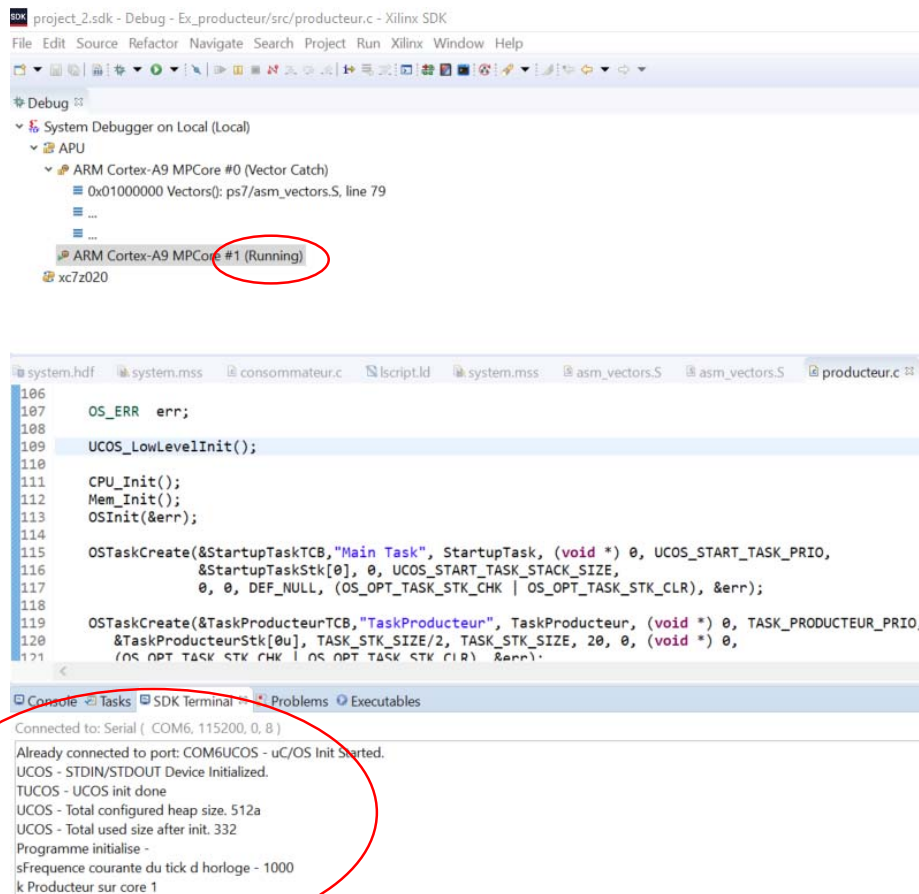 project_2.sdk - Debug - Ex_producteur/src/producteur.c - Xilinx SDK
File Edit Source Refactor Navigate Search Project Run Xilinx Window Help
Debug
System Debugger on Local (Local)
APU
ARM Cortex-A9 MPCore #0 (Vector Catch)
0x01000000 Vectors(): ps7/asm_vectors.S, line 79
...
...
ARM Cortex-A9 MPCore #1 (Running)
xc7z020
system.hdf system.mss consommateur.c lscript.ld system.mss asm_vectors.S asm_vectors.S producteur.c
106
107 OS_ERR err;
108
109 UCOS_LowLevelInit();
110
111 CPU_Init();
112 Mem_Init();
113 OSInit(&err);
114
115 OSTaskCreate(&StartupTaskTCB,"Main Task", StartupTask, (void *) 0, UCOS_START_TASK_PRIO,
116 &StartupTaskStk[0], 0, UCOS_START_TASK_STACK_SIZE,
117 0, 0, DEF_NULL, (OS_OPT_TASK_STK_CHK | OS_OPT_TASK_STK_CLR), &err);
118
119 OSTaskCreate(&TaskProducteurTCB,"TaskProducteur", TaskProducteur, (void *) 0, TASK_PRODUCTEUR_PRIO,
120 &TaskProducteurStk[0u], TASK_STK_SIZE/2, TASK_STK_SIZE, 20, 0, (void *) 0,
121 (OS_OPT_TASK_STK_CHK | OS_OPT_TASK_STK_CLR), &err);
Console Tasks SDK Terminal Problems Executables
Connected to: Serial ( COM6, 115200, 0, 8 )
Already connected to port: COM6UCOS - uC/OS Init Started.
UCOS - STDIN/STDOUT Device Initialized.
TUCOS - UCOS init done
UCOS - Total configured heap size. 512a
UCOS - Total used size after init. 332
Programme initialise -
sFrequence courante du tick d horloge - 1000
k Producteur sur core 1